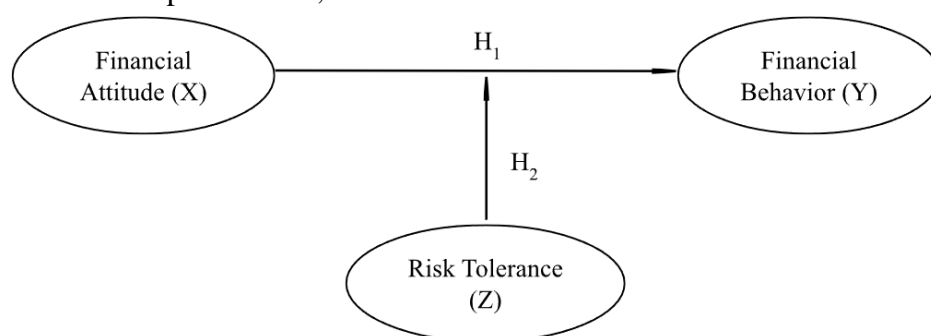 H₁
Financial
Attitude (X)
Financial
Behavior (Y)
H₂
Risk Tolerance
(Z)